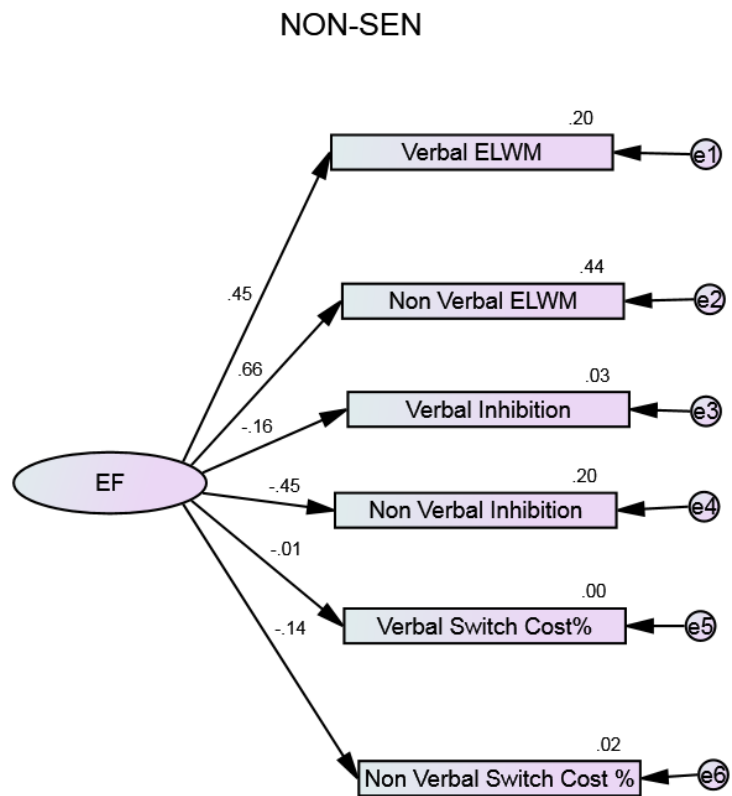 NON-SEN
.20
Verbal ELWM
e1
.45
.44
Non Verbal ELWM
e2
.66
.03
Verbal Inhibition
e3
-.16
EF
.20
Non Verbal Inhibition
e4
-.45
-.01
.00
Verbal Switch Cost%
e5
-.14
.02
Non Verbal Switch Cost %
e6